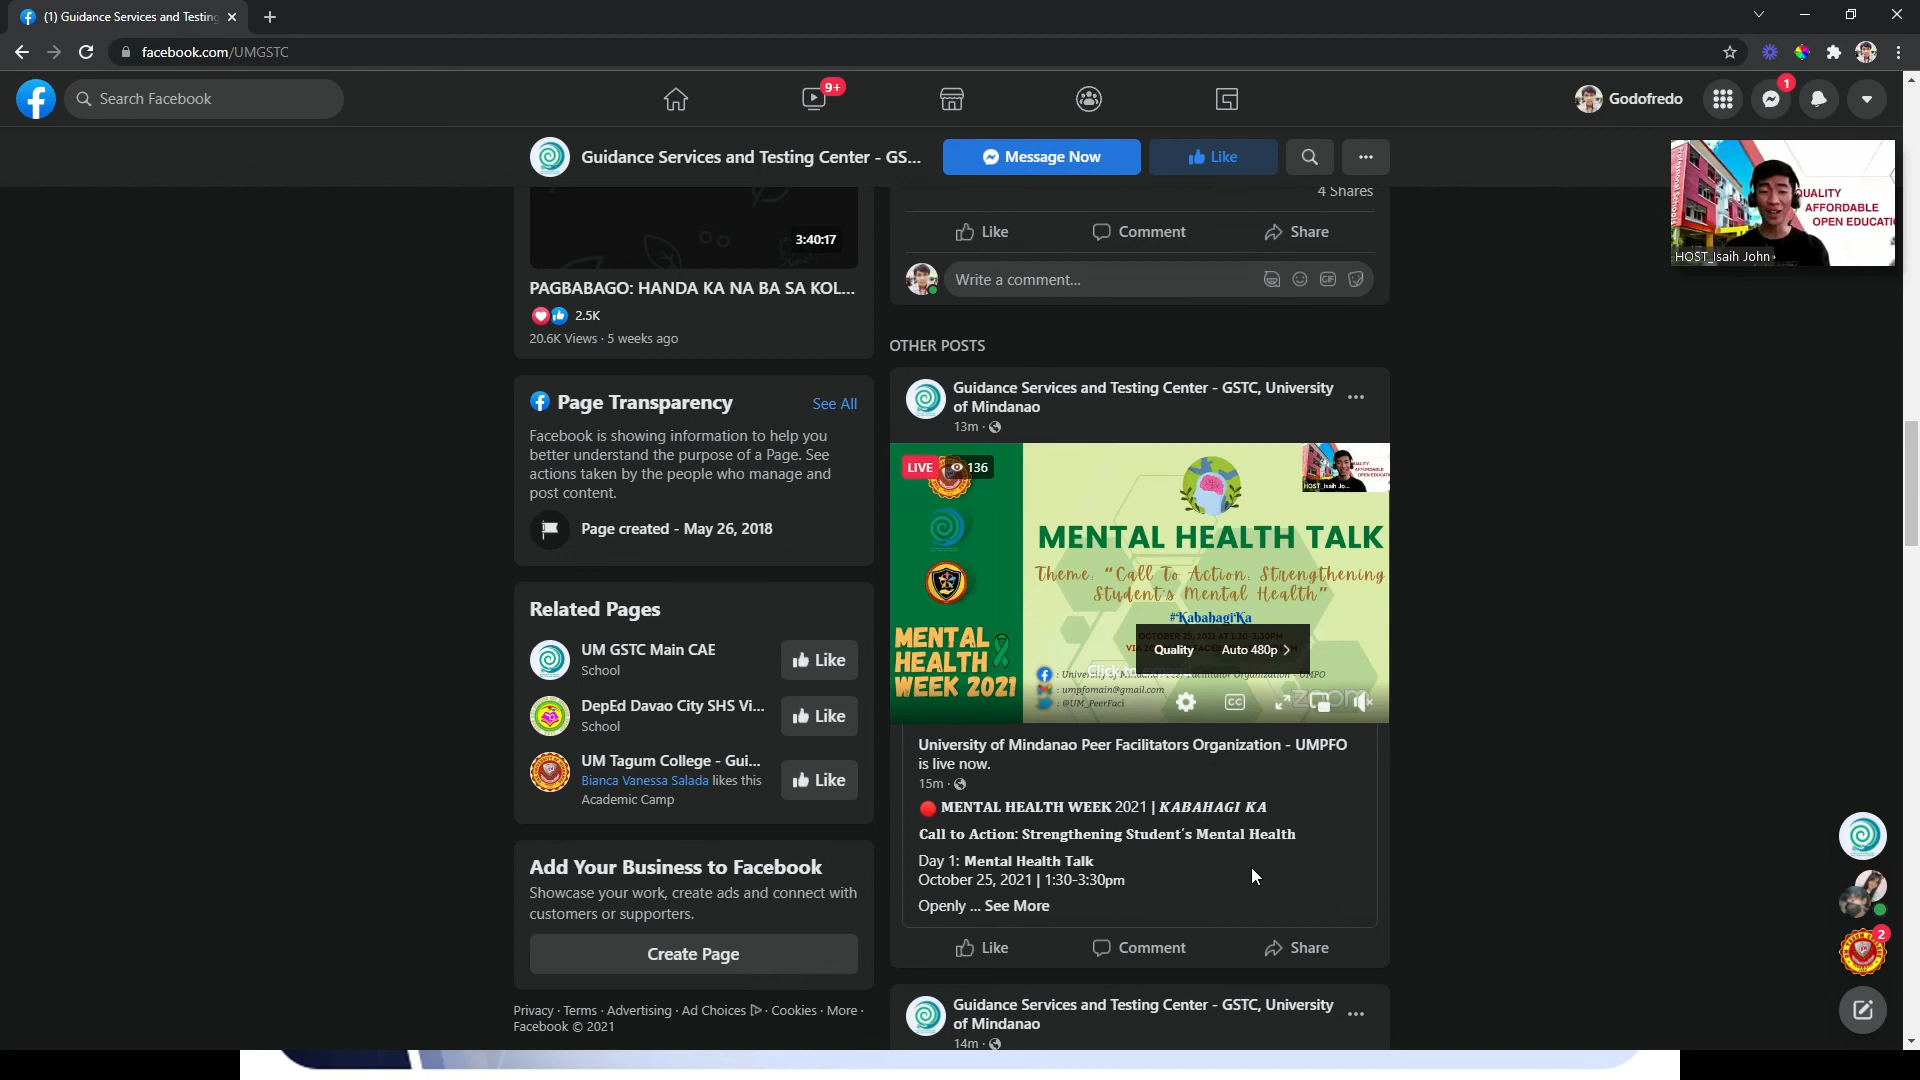 (1) Guidance Services and Testing
facebook.com/UMGSTC
Search Facebook
9+
Godofredo
1
Guidance Services and Testing Center - GS...
Message Now
Like
QUALITY
AFFORDABLE
OPEN EDUCATI
HOST_Isaih John
3:40:17
PAGBABAGO: HANDA KA NA BA SA KOL...
2.5K
20.6K Views · 5 weeks ago
Page Transparency
See All
Facebook is showing information to help you
better understand the purpose of a Page. See
actions taken by the people who manage and
post content.
Page created - May 26, 2018
Related Pages
UM GSTC Main CAE
School
Like
DepEd Davao City SHS Vi...
School
Like
UM Tagum College - Gui...
Bianca Vanessa Salada likes this
Academic Camp
Like
Add Your Business to Facebook
Showcase your work, create ads and connect with
customers or supporters.
Create Page
Privacy · Terms · Advertising · Ad Choices · Cookies · More ·
Facebook © 2021
4 Shares
Like
Comment
Share
Write a comment...
GIF
OTHER POSTS
Guidance Services and Testing Center - GSTC, University
of Mindanao
13m ·
LIVE
136
MENTAL HEALTH TALK
Theme: "Call To Action: Strengthening
Student's Mental Health"
#KabahagiKa
OCTOBER 25, 2021 AT 1:30-3:30PM
Quality
Auto 480p
MENTAL
HEALTH
WEEK 2021
: umpfomain@gmail.com
: @UM_PeerFaci
CC
zoom
University of Mindanao Peer Facilitators Organization - UMPFO
is live now.
15m ·
🔴 MENTAL HEALTH WEEK 2021 | KABAHAGI KA
Call to Action: Strengthening Student's Mental Health
Day 1: Mental Health Talk
October 25, 2021 | 1:30-3:30pm
Openly ... See More
Like
Comment
Share
Guidance Services and Testing Center - GSTC, University
of Mindanao
14m ·
2